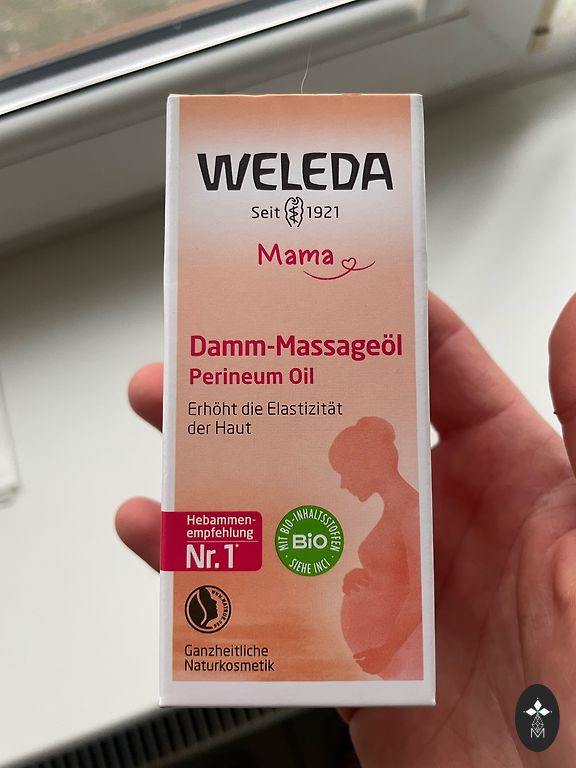 WELEDA
Seit 1921
Mama
Damm-Massageöl
Perineum Oil
Erhöht die Elastizität
der Haut
Hebammen-
empfehlung
Nr. 1*
MIT BIO-INHALTSSTOFFEN
BIO
SIEHE INCI
Ganzheitliche
Naturkosmetik